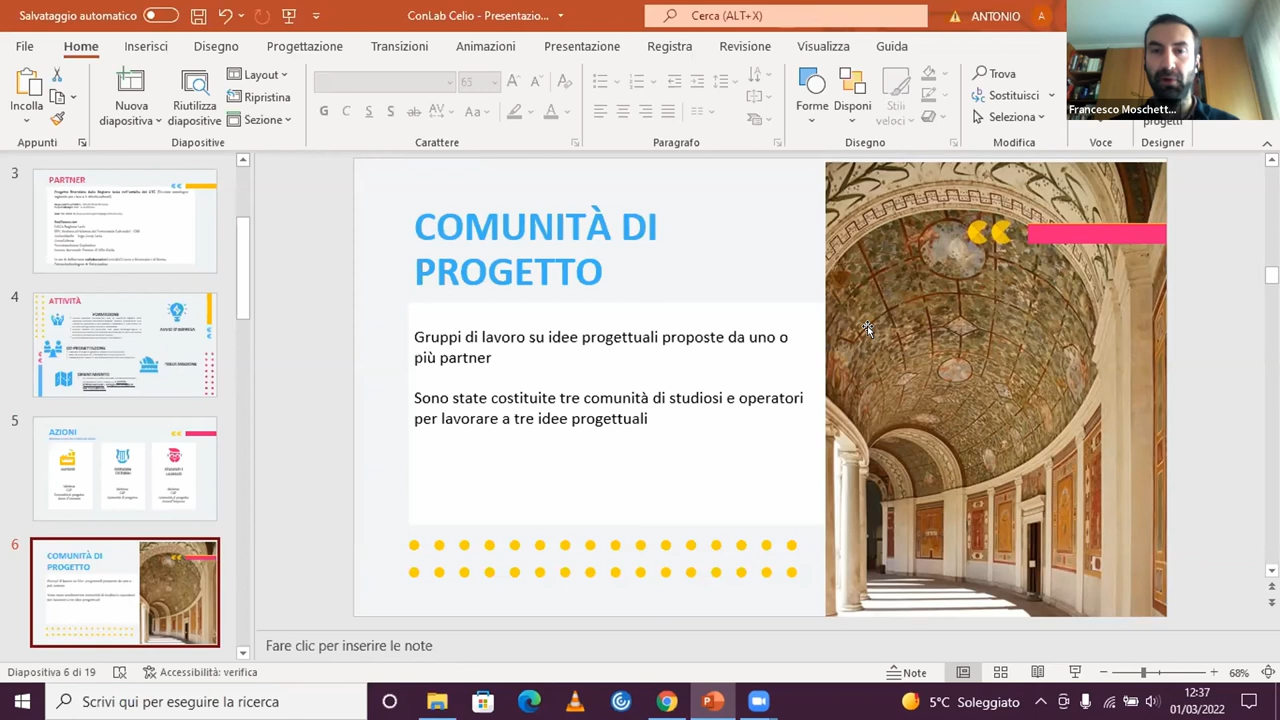 Salvataggio automatico
ConLab Celio - Presentazio...
Cerca (ALT+X)
ANTONIO
A
File
Home
Inserisci
Disegno
Progettazione
Transizioni
Animazioni
Presentazione
Registra
Revisione
Visualizza
Guida
Francesco Moschett...
Incolla
Nuova
diapositiva
Riutilizza
diapositive
Layout
Ripristina
Sezione
65
G C S ab AV
Aa
Forme
Disponi
Stili
veloci
Trova
Sostituisci
Seleziona
progetti
Appunti
Diapositive
Carattere
Paragrafo
Disegno
Modifica
Voce
Designer
3
PARTNER
4
ATTIVITÀ
5
AZIONI
6
COMUNITÀ DI
PROGETTO
COMUNITÀ DI
PROGETTO
Gruppi di lavoro su idee progettuali proposte da uno o
più partner
Sono state costituite tre comunità di studiosi e operatori
per lavorare a tre idee progettuali
Fare clic per inserire le note
Diapositiva 6 di 19
Accessibilità: verifica
Note
68%
Scrivi qui per eseguire la ricerca
5°C Soleggiato
12:37
01/03/2022